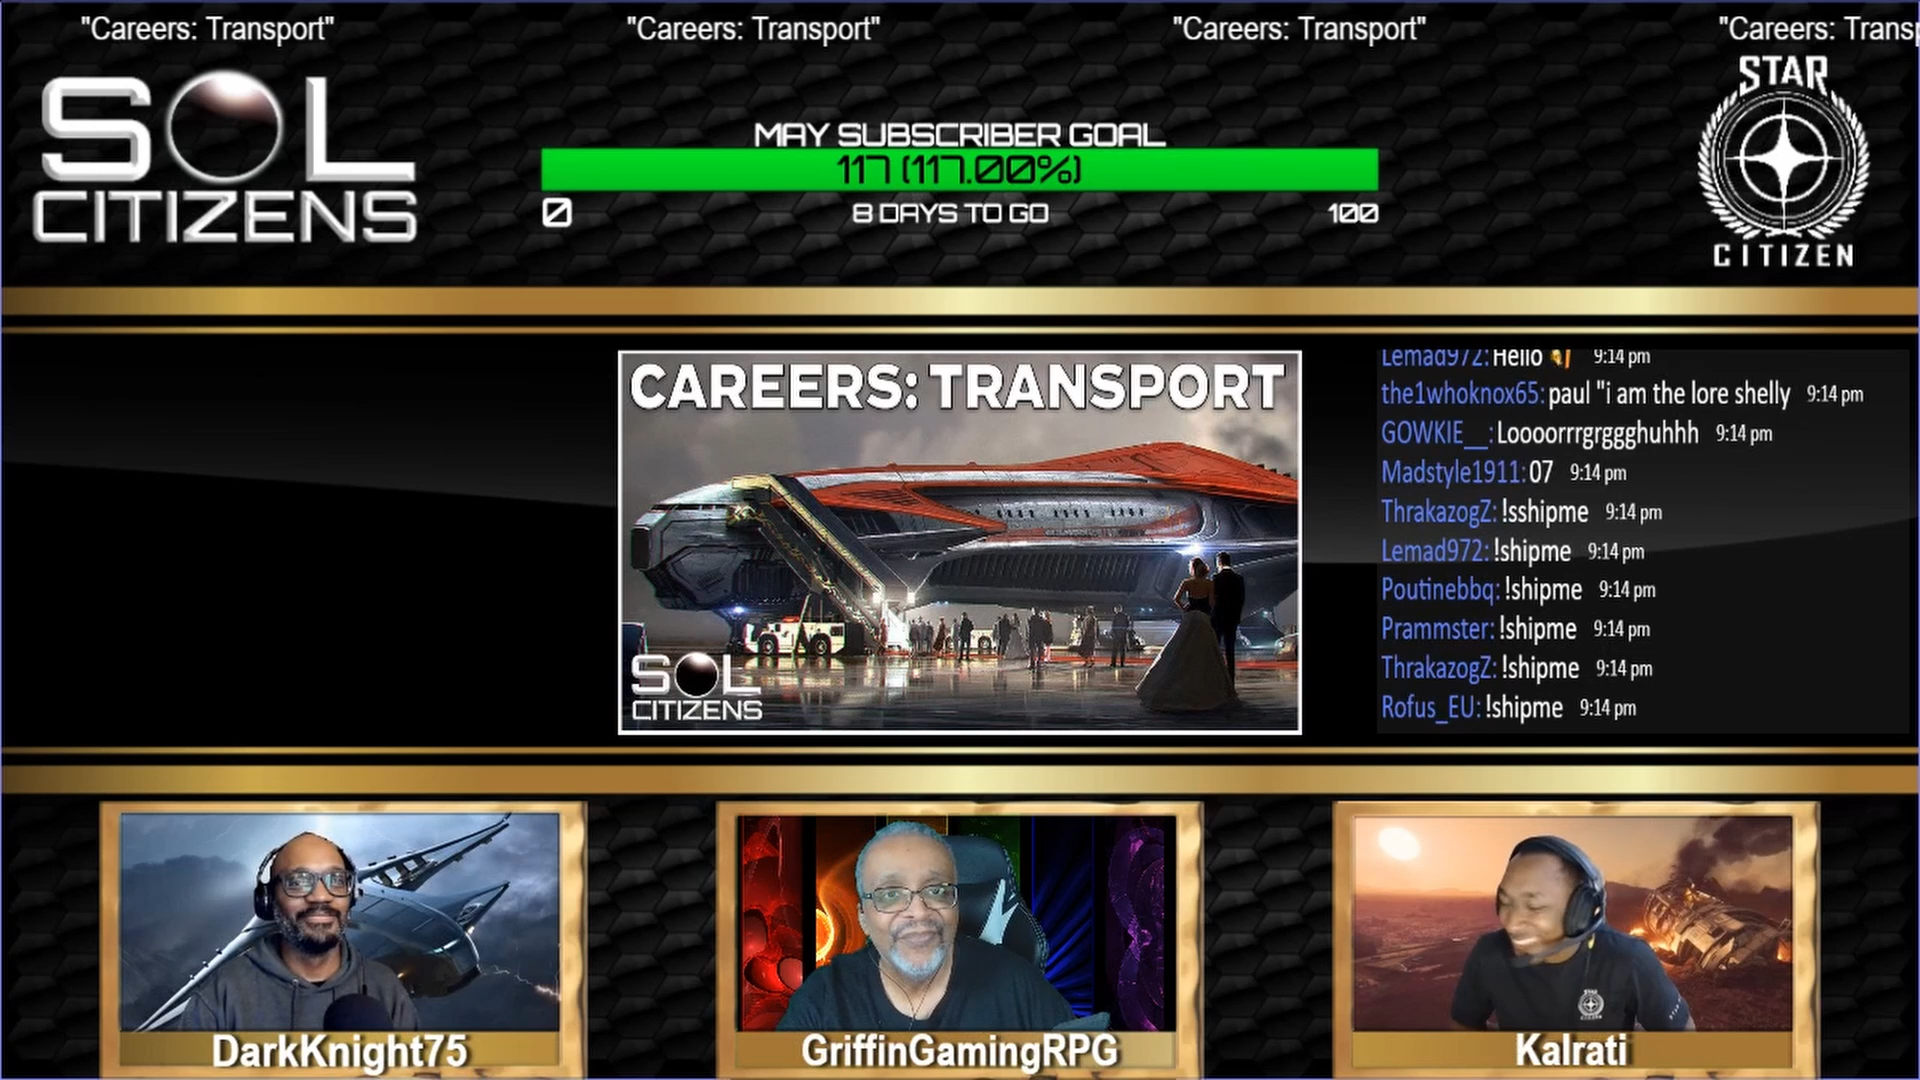 "Careers: Transport" "Careers: Transport" "Careers: Transport" "Careers: Transp
SOL
CITIZENS
MAY SUBSCRIBER GOAL
117 (117.00%)
0 8 DAYS TO GO 100
STAR
CITIZEN
CAREERS: TRANSPORT
SOL
CITIZENS
Lemad972: Hello 9:14 pm
the1whoknox65: paul "i am the lore shelly 9:14 pm
GOWKIE__: Loooorrrgrggghuhhh 9:14 pm
Madstyle1911: 07 9:14 pm
ThrakazogZ: !sshipme 9:14 pm
Lemad972: !shipme 9:14 pm
Poutinebbq: !shipme 9:14 pm
Prammster: !shipme 9:14 pm
ThrakazogZ: !shipme 9:14 pm
Rofus_EU: !shipme 9:14 pm
DarkKnight75
GriffinGamingRPG
Kalrati